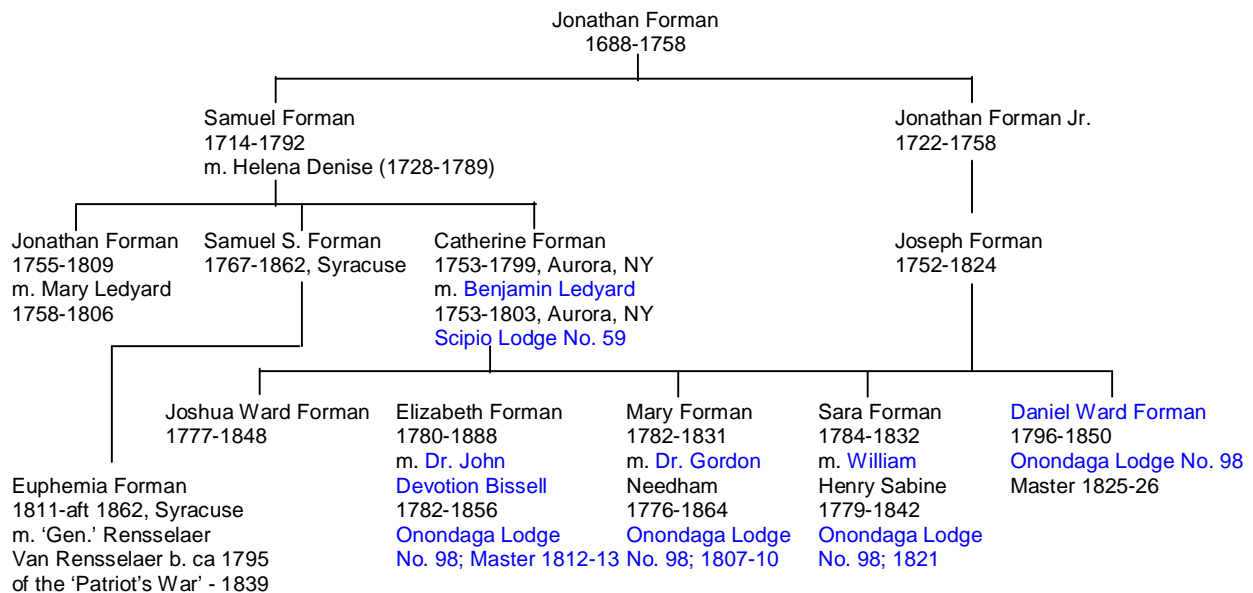 Jonathan Forman
1688-1758
Samuel Forman
1714-1792
m. Helena Denise (1728-1789)
Jonathan Forman Jr.
1722-1758
Jonathan Forman
1755-1809
m. Mary Ledyard
1758-1806
Samuel S. Forman
1767-1862, Syracuse
Catherine Forman
1753-1799, Aurora, NY
m. Benjamin Ledyard
1753-1803, Aurora, NY
Scipio Lodge No. 59
Joseph Forman
1752-1824
Joshua Ward Forman
1777-1848
Elizabeth Forman
1780-1888
m. Dr. John
Devotion Bissell
1782-1856
Onondaga Lodge
No. 98; Master 1812-13
Mary Forman
1782-1831
m. Dr. Gordon
Needham
1776-1864
Onondaga Lodge
No. 98; 1807-10
Sara Forman
1784-1832
m. William
Henry Sabine
1779-1842
Onondaga Lodge
No. 98; 1821
Daniel Ward Forman
1796-1850
Onondaga Lodge No. 98
Master 1825-26
Euphemia Forman
1811-aft 1862, Syracuse
m. ‘Gen.’ Rensselaer
Van Rensselaer b. ca 1795
of the ‘Patriot’s War’ - 1839